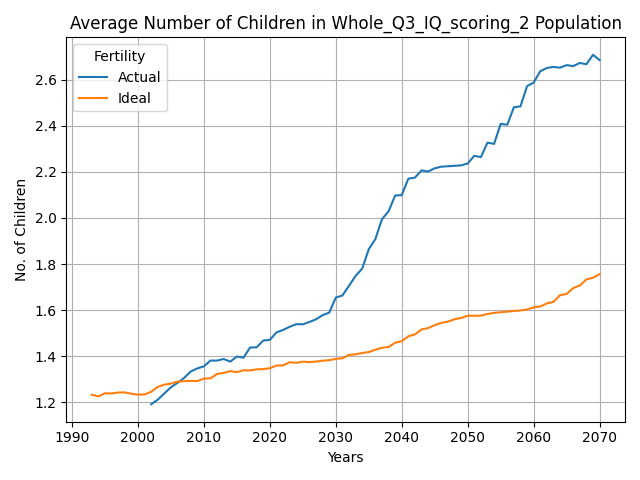 Average Number of Children in Whole_Q3_IQ_scoring_2 Population
Fertility
Actual
Ideal
No. of Children
2.6
2.4
2.2
2.0
1.8
1.6
1.4
1.2
1990 2000 2010 2020 2030 2040 2050 2060 2070
Years